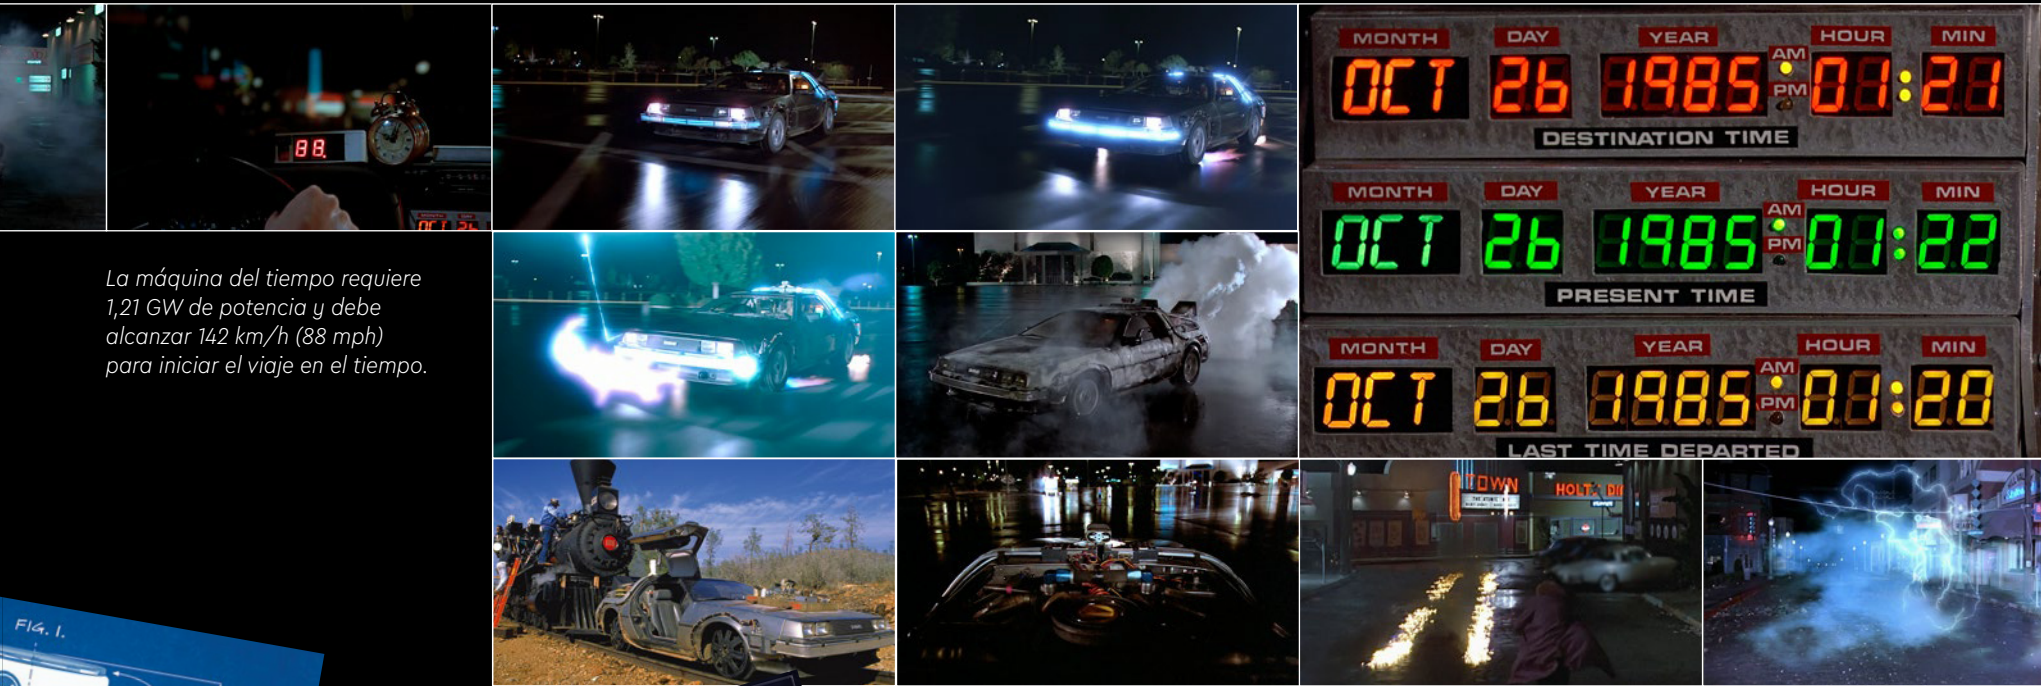 88.
OCT 26
MONTH DAY YEAR AM PM HOUR MIN
OCT 26 1985 01:21
DESTINATION TIME
MONTH DAY YEAR AM PM HOUR MIN
OCT 26 1985 01:22
PRESENT TIME
MONTH DAY YEAR AM PM HOUR MIN
OCT 26 1985 01:20
LAST TIME DEPARTED
La máquina del tiempo requiere
1,21 GW de potencia y debe
alcanzar 142 km/h (88 mph)
para iniciar el viaje en el tiempo.
TOWN
FIG. 1.